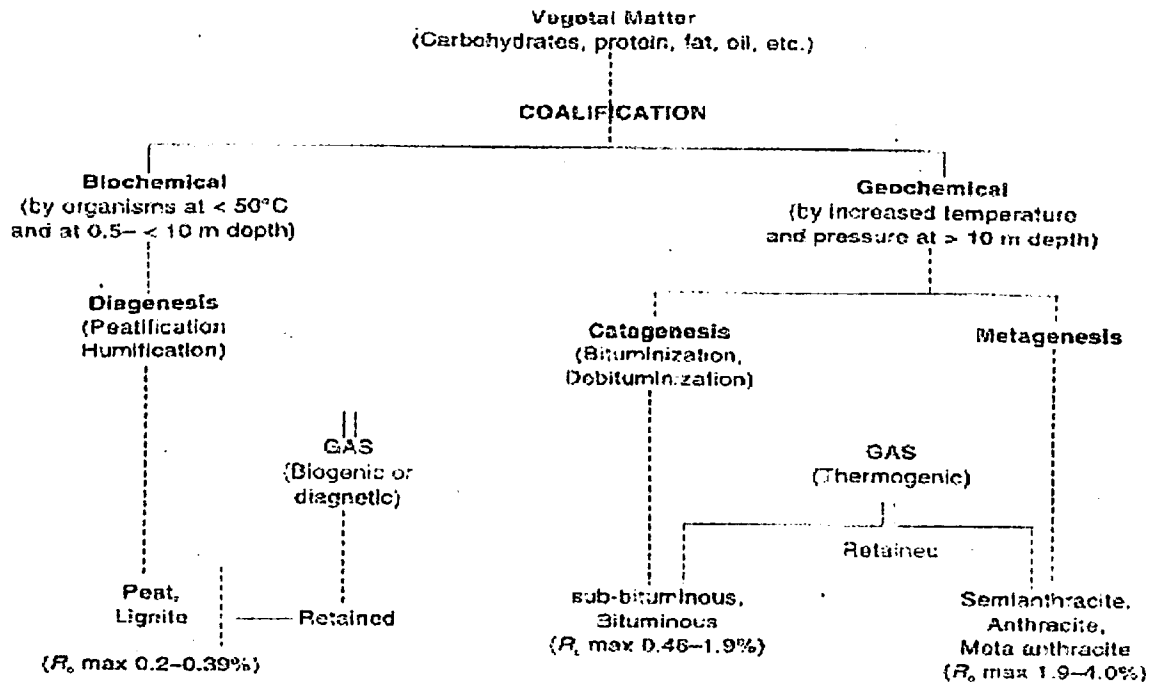 Vegetal Matter
(Carbohydrates, protein, fat, oil, etc.)
COALIFICATION
Biochemical
(by organisms at < 50°C
and at 0.5– < 10 m depth)
Geochemical
(by increased temperature
and pressure at > 10 m depth)
Diagenesis
(Peatification
Humification)
Catagenesis
(Bituminization,
Debituminization)
Metagenesis
GAS
(Biogenic or
diagnetic)
GAS
(Thermogenic)
Retained
Peat,
Lignite
Retained
(Ro max 0.2–0.39%)
sub-bituminous,
Bituminous
(Ro max 0.46–1.9%)
Semianthracite,
Anthracite,
Meta anthracite
(Ro max 1.9–4.0%)